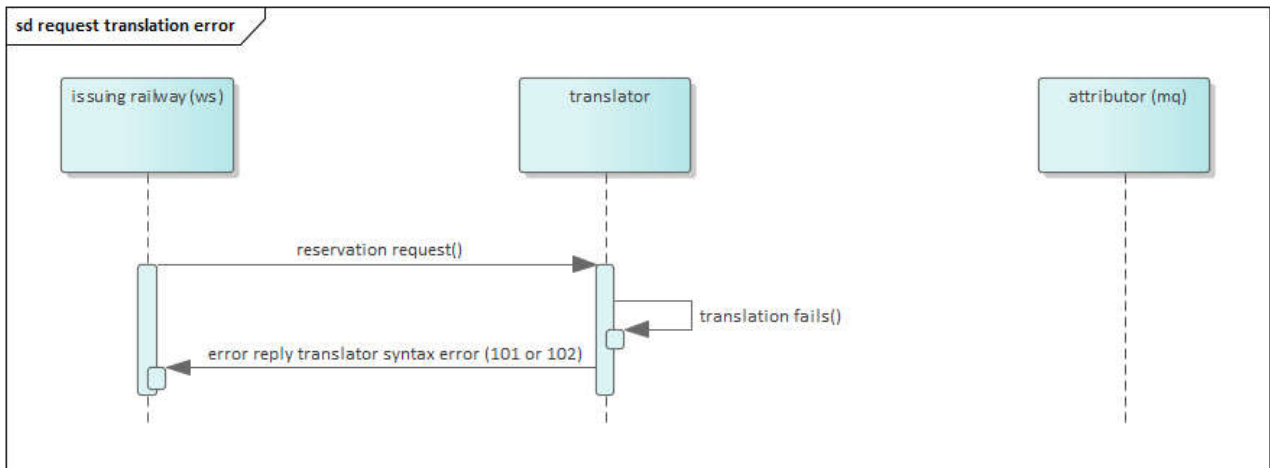 sd request translation error
issuing railway (ws)
translator
attributor (mq)
reservation request()
translation fails()
error reply translator syntax error (101 or 102)